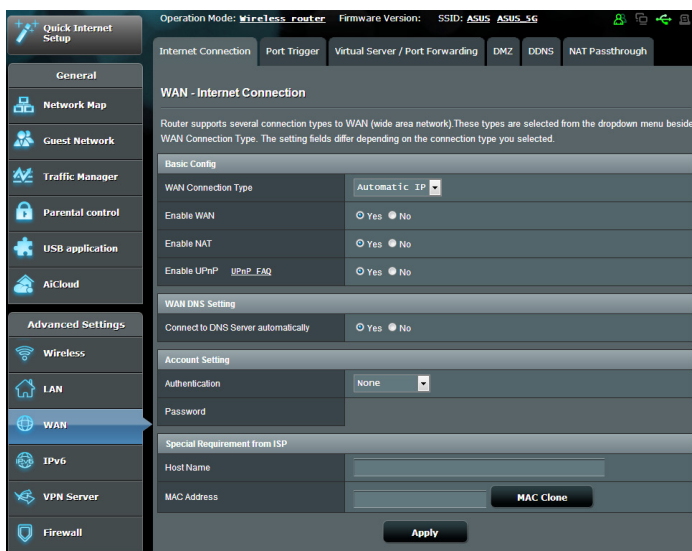 Quick Internet
Setup
General
Network Map
Guest Network
Traffic Manager
Parental control
USB application
AiCloud
Advanced Settings
Wireless
LAN
WAN
IPv6
IPv6
VPN Server
Firewall
Operation Mode: Wireless router Firmware Version: SSID: ASUS ASUS_5G
Internet Connection Port Trigger Virtual Server / Port Forwarding DMZ DDNS NAT Passthrough
WAN - Internet Connection
Router supports several connection types to WAN (wide area network).These types are selected from the dropdown menu beside
WAN Connection Type. The setting fields differ depending on the connection type you selected.
Basic Config
WAN Connection Type Automatic IP
Enable WAN Yes No
Enable NAT Yes No
Enable UPnP UPnP FAQ Yes No
WAN DNS Setting
Connect to DNS Server automatically Yes No
Account Setting
Authentication None
Password
Special Requirement from ISP
Host Name
MAC Address MAC Clone
Apply